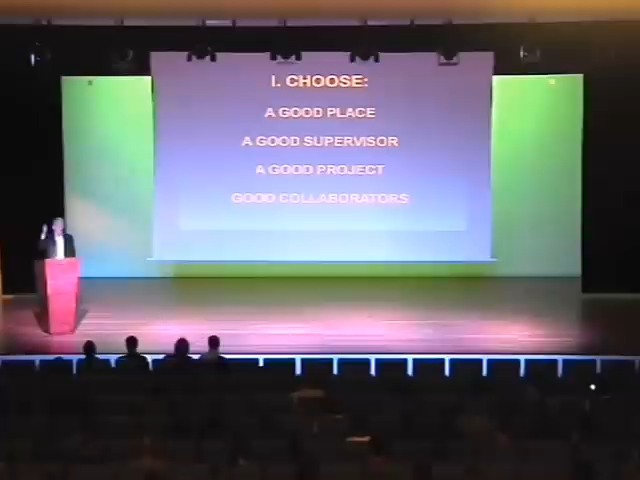 I. CHOOSE:
A GOOD PLACE
A GOOD SUPERVISOR
A GOOD PROJECT
GOOD COLLABORATORS